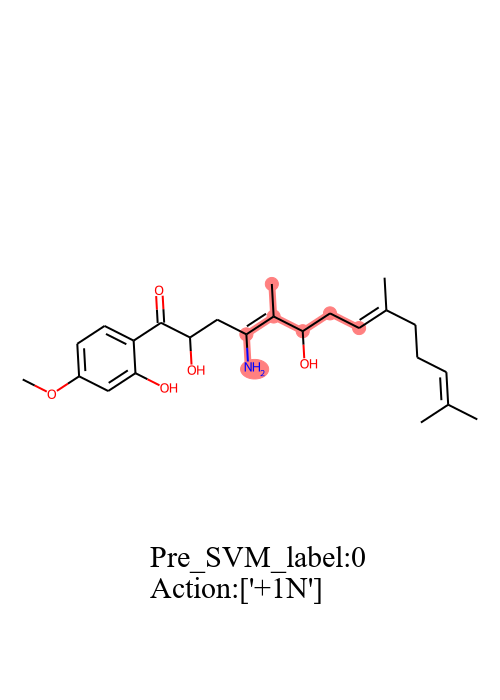 O
OH
NH2
OH
OH
O
Pre_SVM_label:0
Action:['+1N']